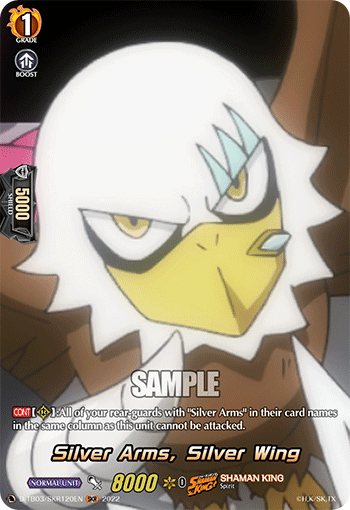 1
GRADE
BOOST
5000
SHIELD
SAMPLE
CONT【】:All of your rear-guards with "Silver Arms" in their card names
in the same column as this unit cannot be attacked.
Silver Arms, Silver Wing
NORMAL UNIT
8000
SHAMAN KING!
SHAMAN KING
Spirit
D-TB03/SKR120EN
2022
©H.K/SK.TX